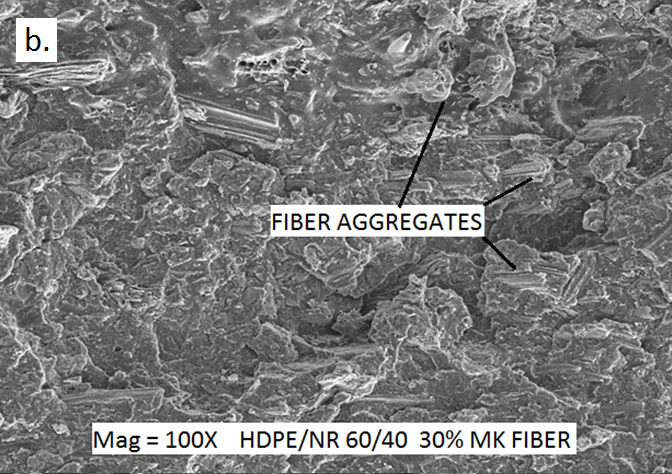 b.
FIBER AGGREGATES
Mag = 100X HDPE/NR 60/40 30% MK FIBER